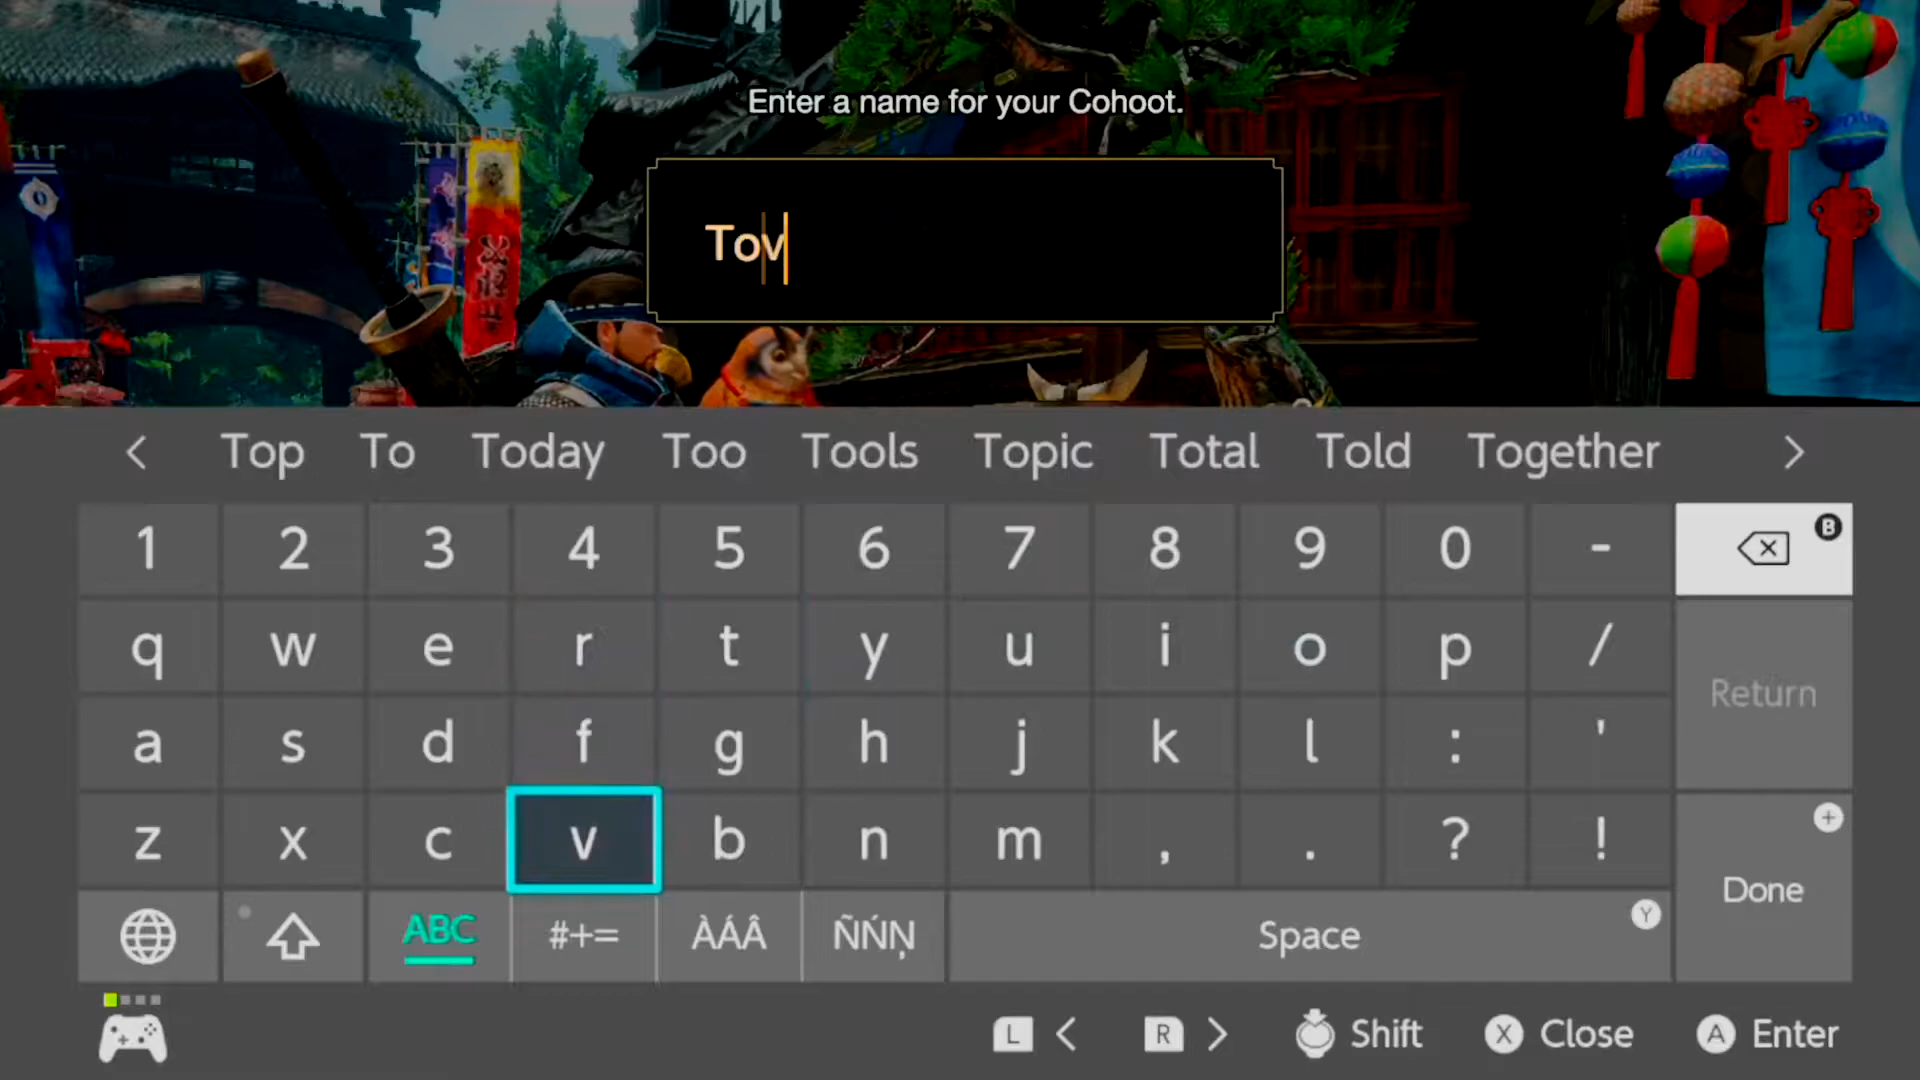 Enter a name for your Cohoot.
Tov
Top To Today Too Tools Topic Total Told Together
1 2 3 4 5 6 7 8 9 0 - B
q w e r t y u i o p /
Return
a s d f g h j k l : '
z x c v b n m , . ? ! +
Done
ABC #+= ÀÁÂ ÑŃŅ Space Y
L < R > Shift X Close A Enter